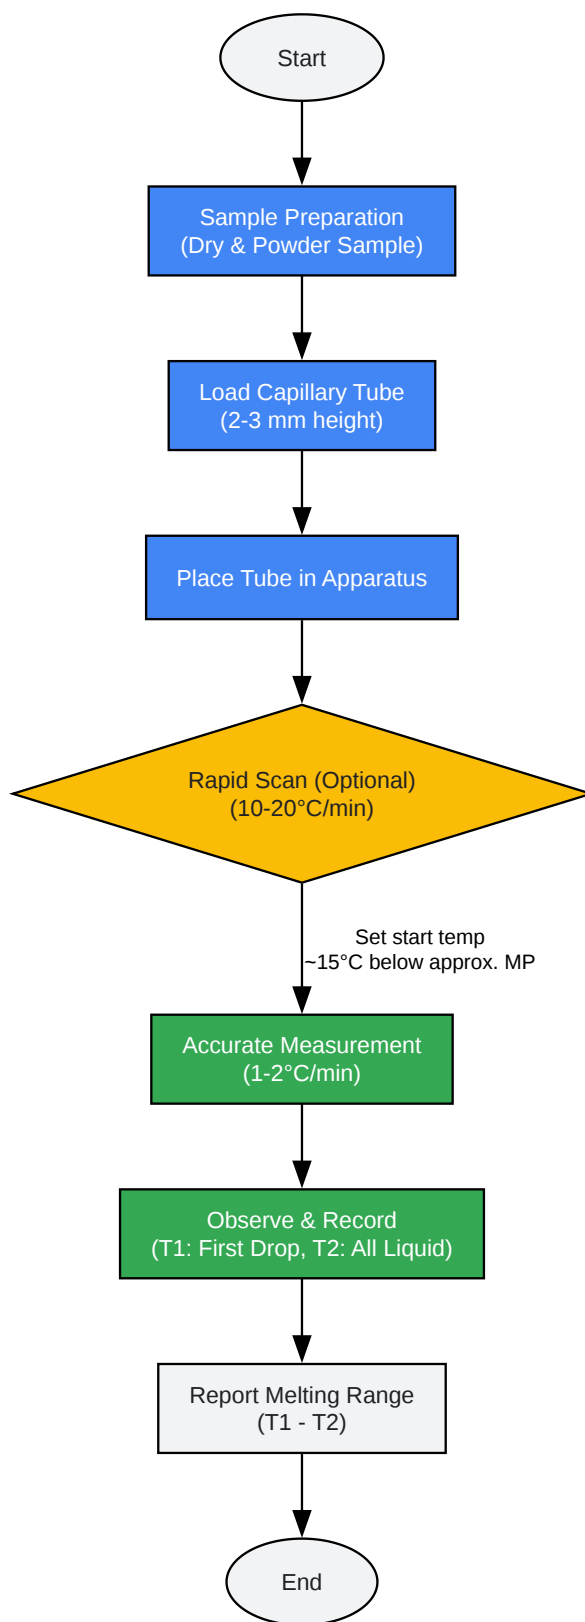 Start
Sample Preparation
(Dry & Powder Sample)
Load Capillary Tube
(2-3 mm height)
Place Tube in Apparatus
Rapid Scan (Optional)
(10-20°C/min)
Set start temp
~15°C below approx. MP
Accurate Measurement
(1-2°C/min)
Observe & Record
(T1: First Drop, T2: All Liquid)
Report Melting Range
(T1 - T2)
End